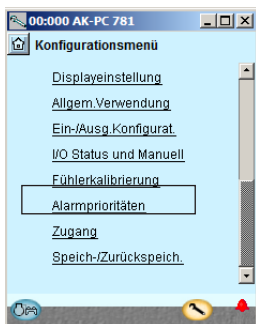 00:000 AK-PC 781
Konfigurationsmenü
Displayeinstellung
Allgem.Verwendung
Ein-/Ausg.Konfigurat.
I/O Status und Manuell
Fühlerkalibrierung
Alarmprioritäten
Zugang
Speich-/Zurückspeich.